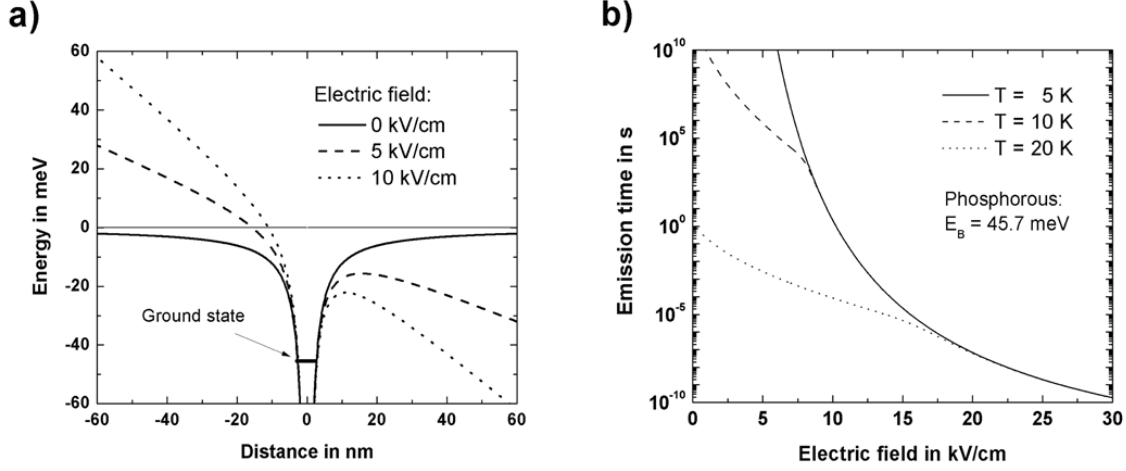 a)
60
40
20
0
-20
-40
-60
Energy in meV
Electric field:
0 kV/cm
5 kV/cm
10 kV/cm
Ground state
-60 -40 -20 0 20 40 60
Distance in nm
b)
10^10
10^5
10^0
10^-5
10^-10
Emission time in s
T = 5 K
T = 10 K
T = 20 K
Phosphorous:
E_B = 45.7 meV
0 5 10 15 20 25 30
Electric field in kV/cm